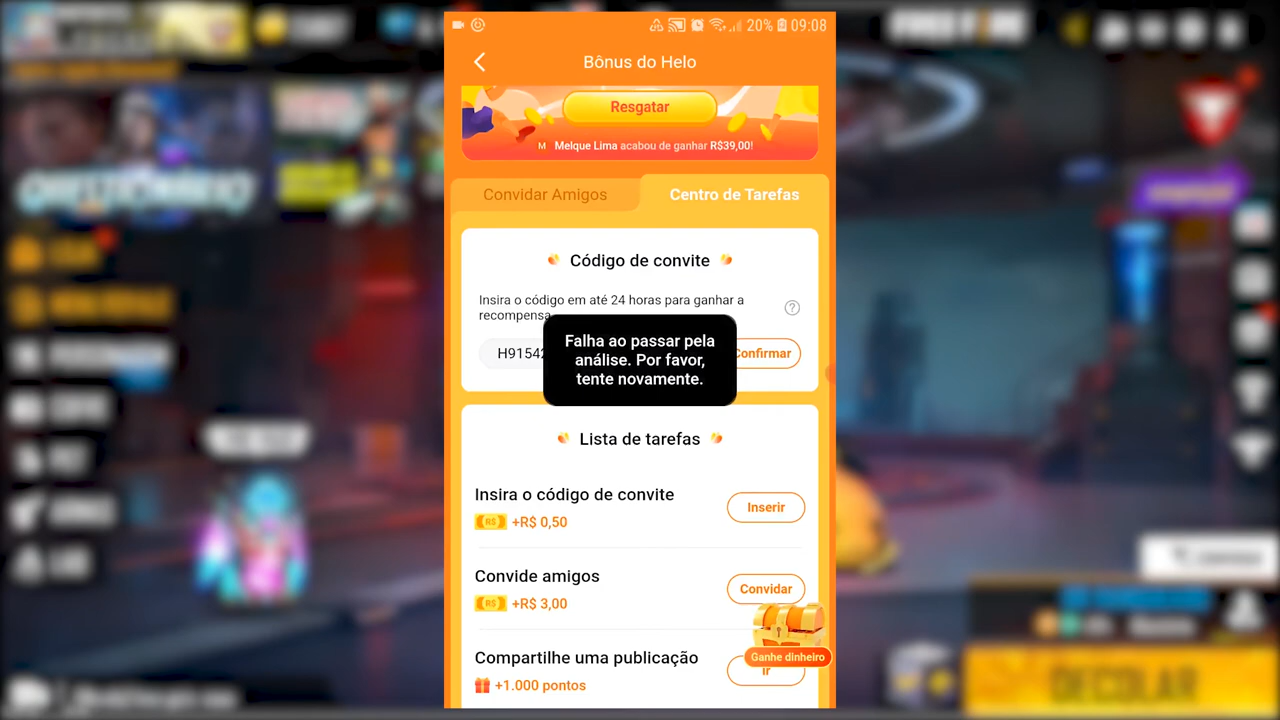 20% 09:08
Bônus do Helo
Resgatar
M Melque Lima acabou de ganhar R$39,00!
Convidar Amigos
Centro de Tarefas
Código de convite
Insira o código em até 24 horas para ganhar a
recompensa
?
H9154
Confirmar
Falha ao passar pela
análise. Por favor,
tente novamente.
Lista de tarefas
Insira o código de convite
Inserir
R$ +R$ 0,50
Convide amigos
Convidar
R$ +R$ 3,00
Compartilhe uma publicação
Ganhe dinheiro
Ir
+1.000 pontos
DECOLAR